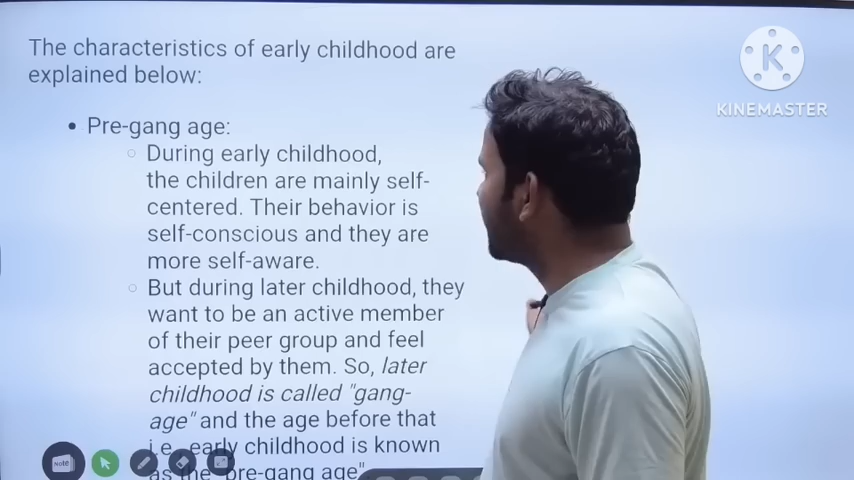 The characteristics of early childhood are
explained below:
KINEMASTER
• Pre-gang age:
○ During early childhood,
the children are mainly self-
centered. Their behavior is
self-conscious and they are
more self-aware.
○ But during later childhood, they
want to be an active member
of their peer group and feel
accepted by them. So, later
childhood is called "gang-
age" and the age before that
i.e., early childhood is known
as the "pre-gang age".
Note